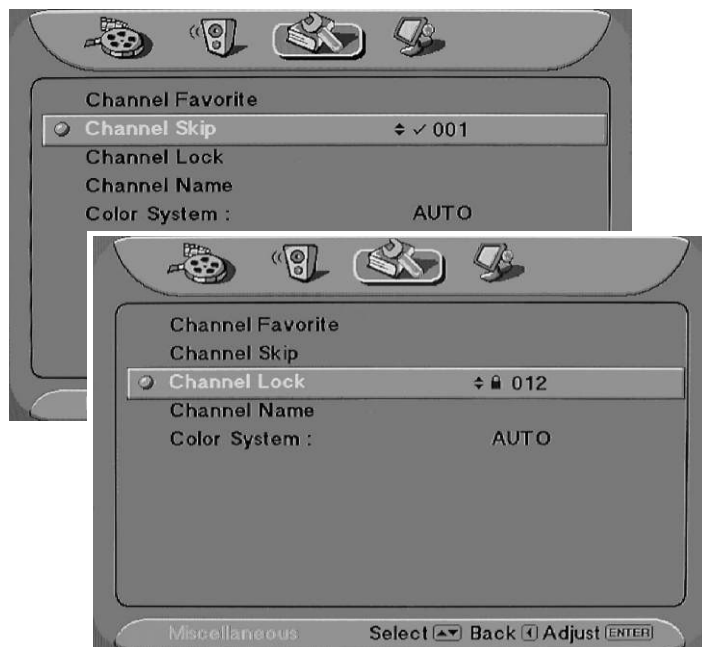 Channel Favorite
Channel Skip ✓ 001
Channel Lock
Channel Name
Color System : AUTO
Channel Favorite
Channel Skip
Channel Lock 012
Channel Name
Color System : AUTO
Miscellaneous Select Back Adjust ENTER